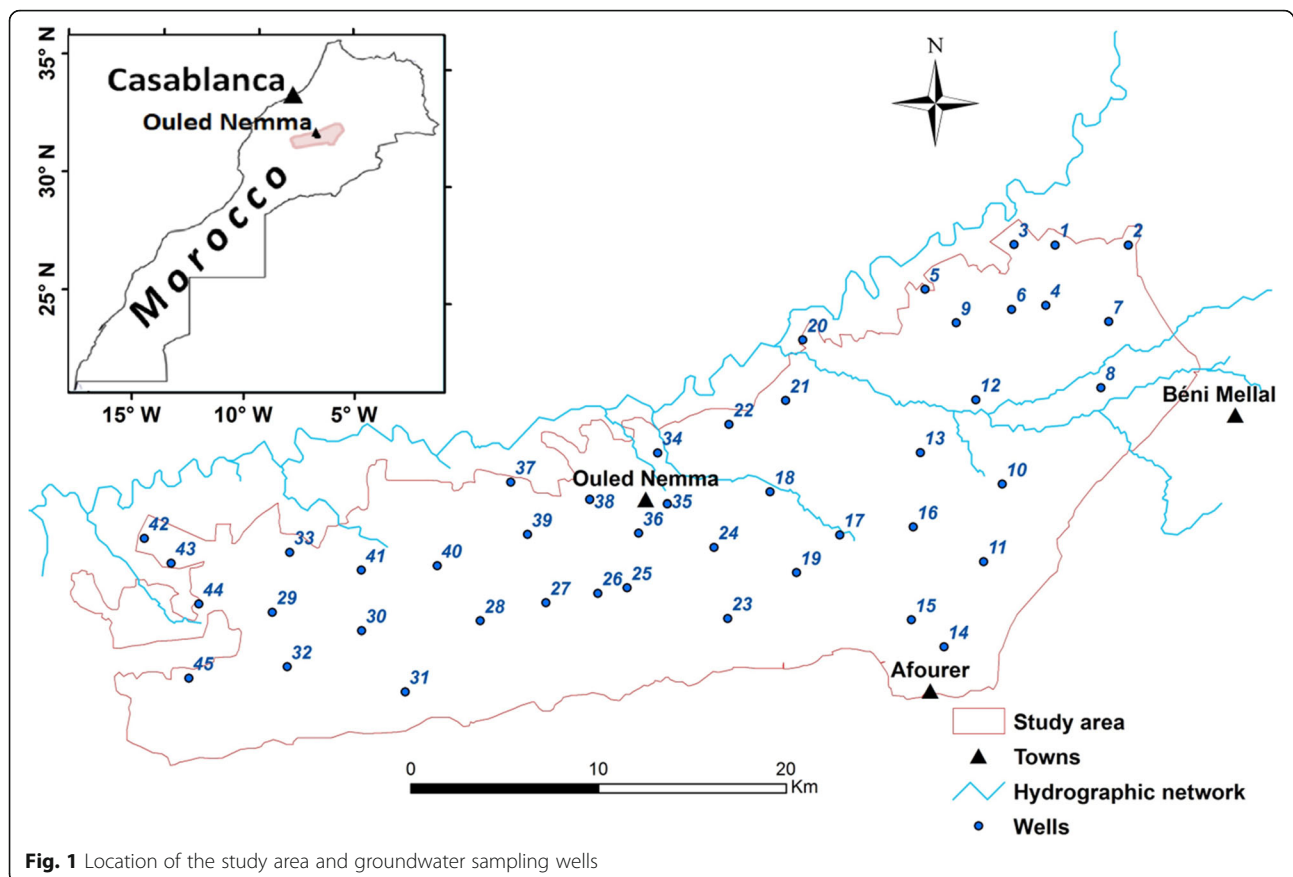 35° N
30° N
25° N
15 W
10° W
5° W
Casablanca
Ouled Nemma
Morocco
N
3
1
2
5
6
4
7
9
20
8
12
21
Béni Mellal
22
13
34
10
37
Ouled Nemma
18
38
35
42
39
36
17
16
33
24
43
41
40
11
19
44
26
25
27
29
28
23
15
30
14
32
45
31
Afourer
Study area
0
10
20
Km
Towns
Hydrographic network
Wells
Fig. 1 Location of the study area and groundwater sampling wells